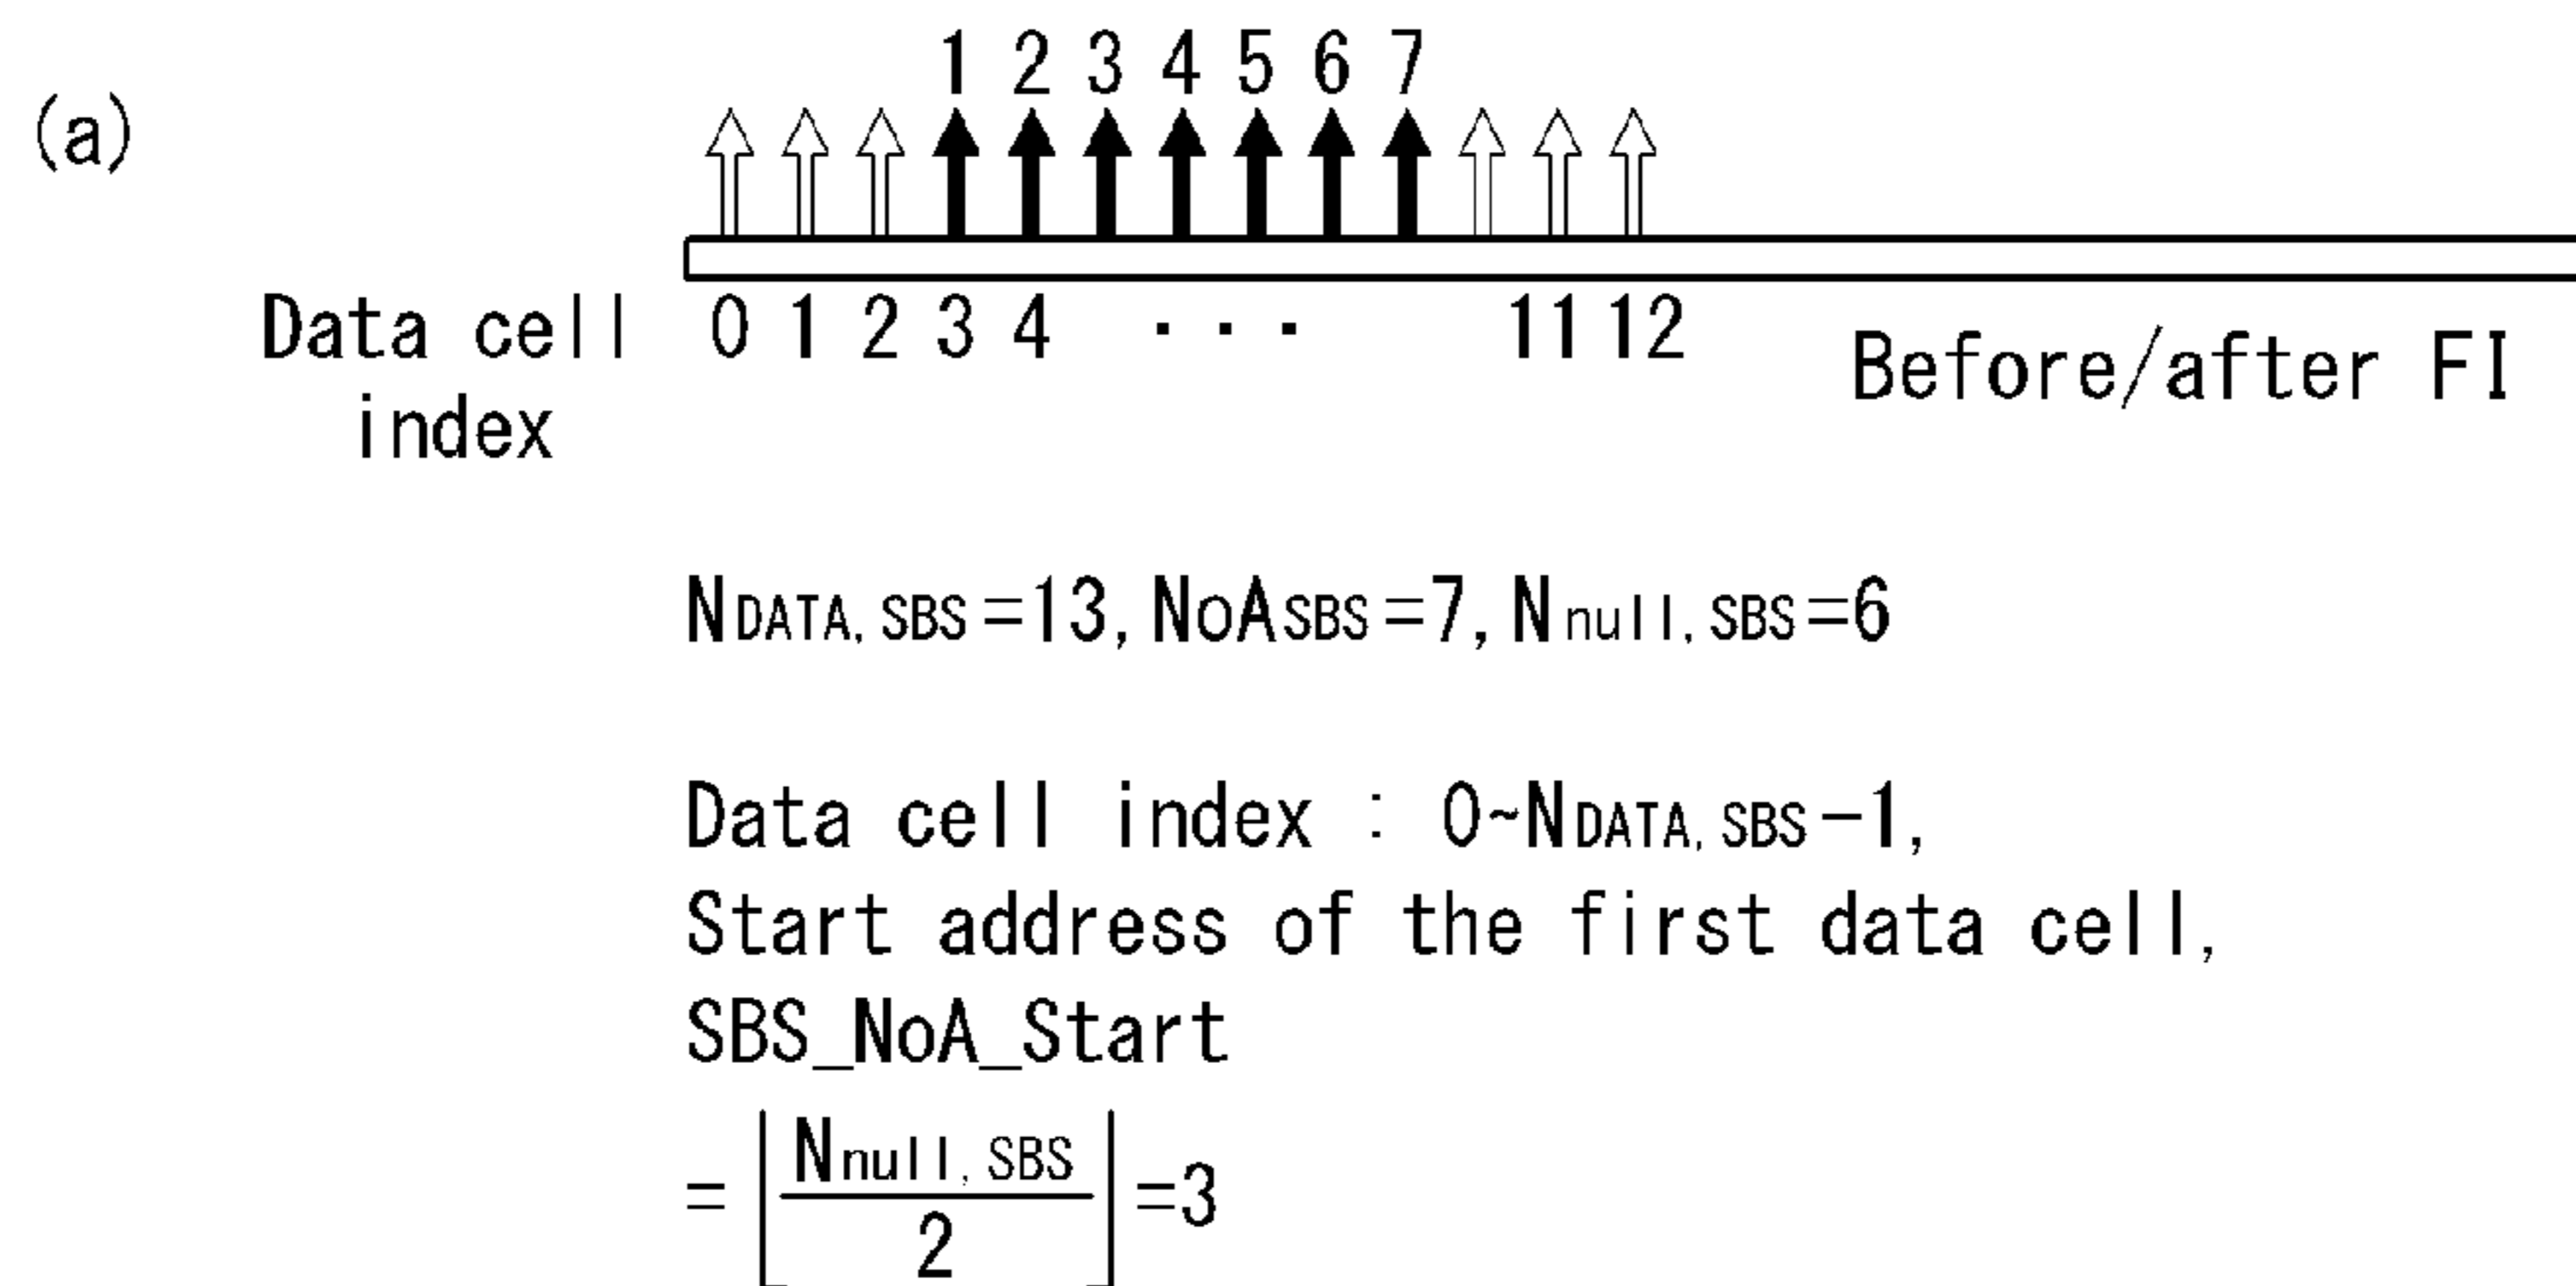 (a)
1 2 3 4 5 6 7
Data cell index 0 1 2 3 4 ··· 11 12
Before/after FI
NDATA, SBS=13, NoASBS=7, Nnull, SBS=6
Data cell index : 0~NDATA, SBS-1,
Start address of the first data cell,
SBS_NoA_Start
= ⌊Nnull, SBS / 2⌋ =3